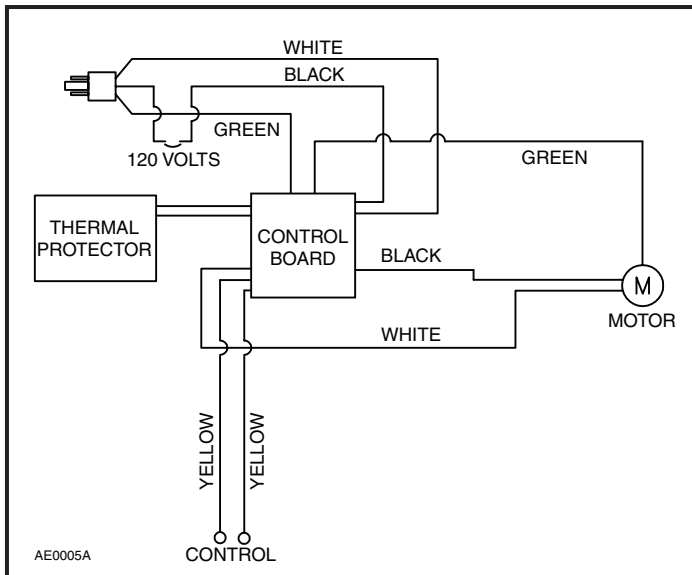 WHITE
BLACK
GREEN
120 VOLTS
GREEN
THERMAL
PROTECTOR
CONTROL
BOARD
BLACK
M
MOTOR
WHITE
YELLOW
YELLOW
AE0005A
CONTROL